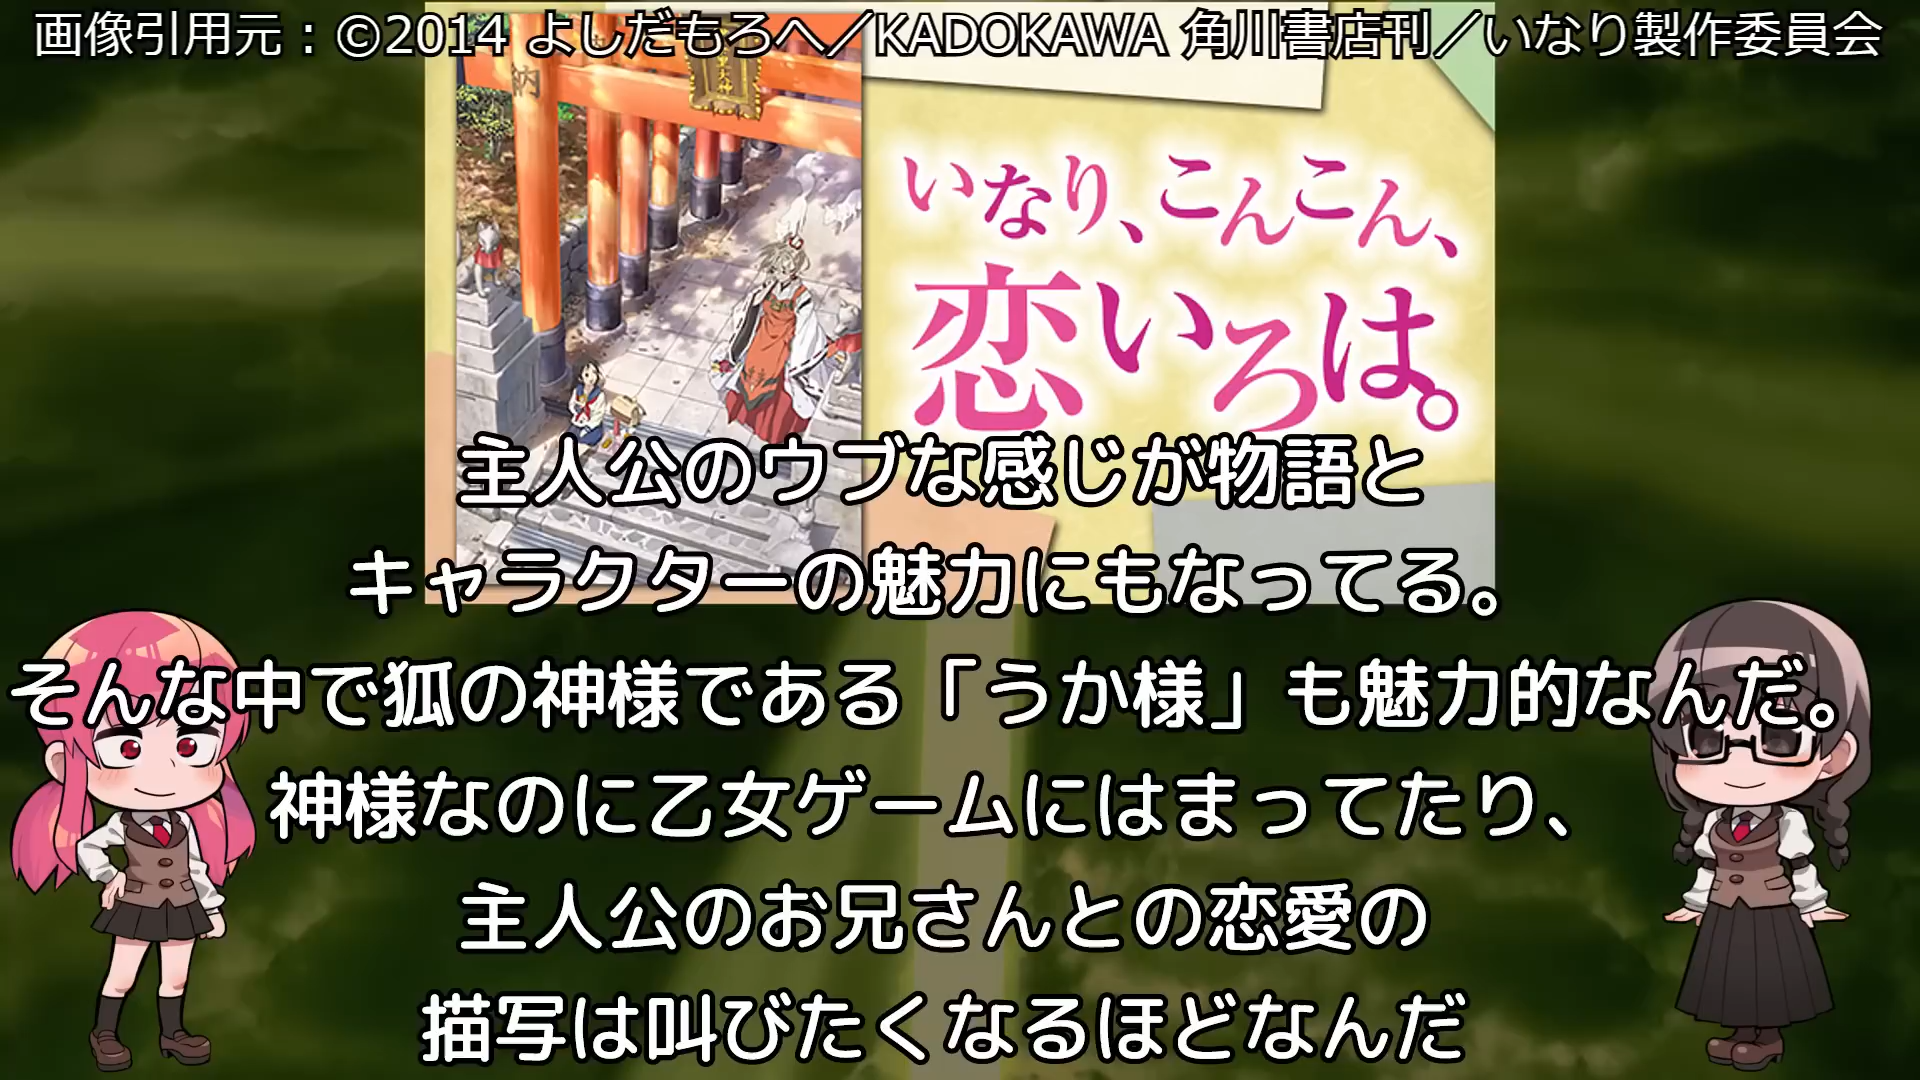 画像引用元：©2014 よしだもろへ／KADOKAWA 角川書店刊／いなり製作委員会
納
いなり、こんこん、
恋いろは。
主人公のウブな感じが物語と
キャラクターの魅力にもなってる。
そんな中で狐の神様である「うか様」も魅力的なんだ。
神様なのに乙女ゲームにはまってたり、
主人公のお兄さんとの恋愛の
描写は叫びたくなるほどなんだ